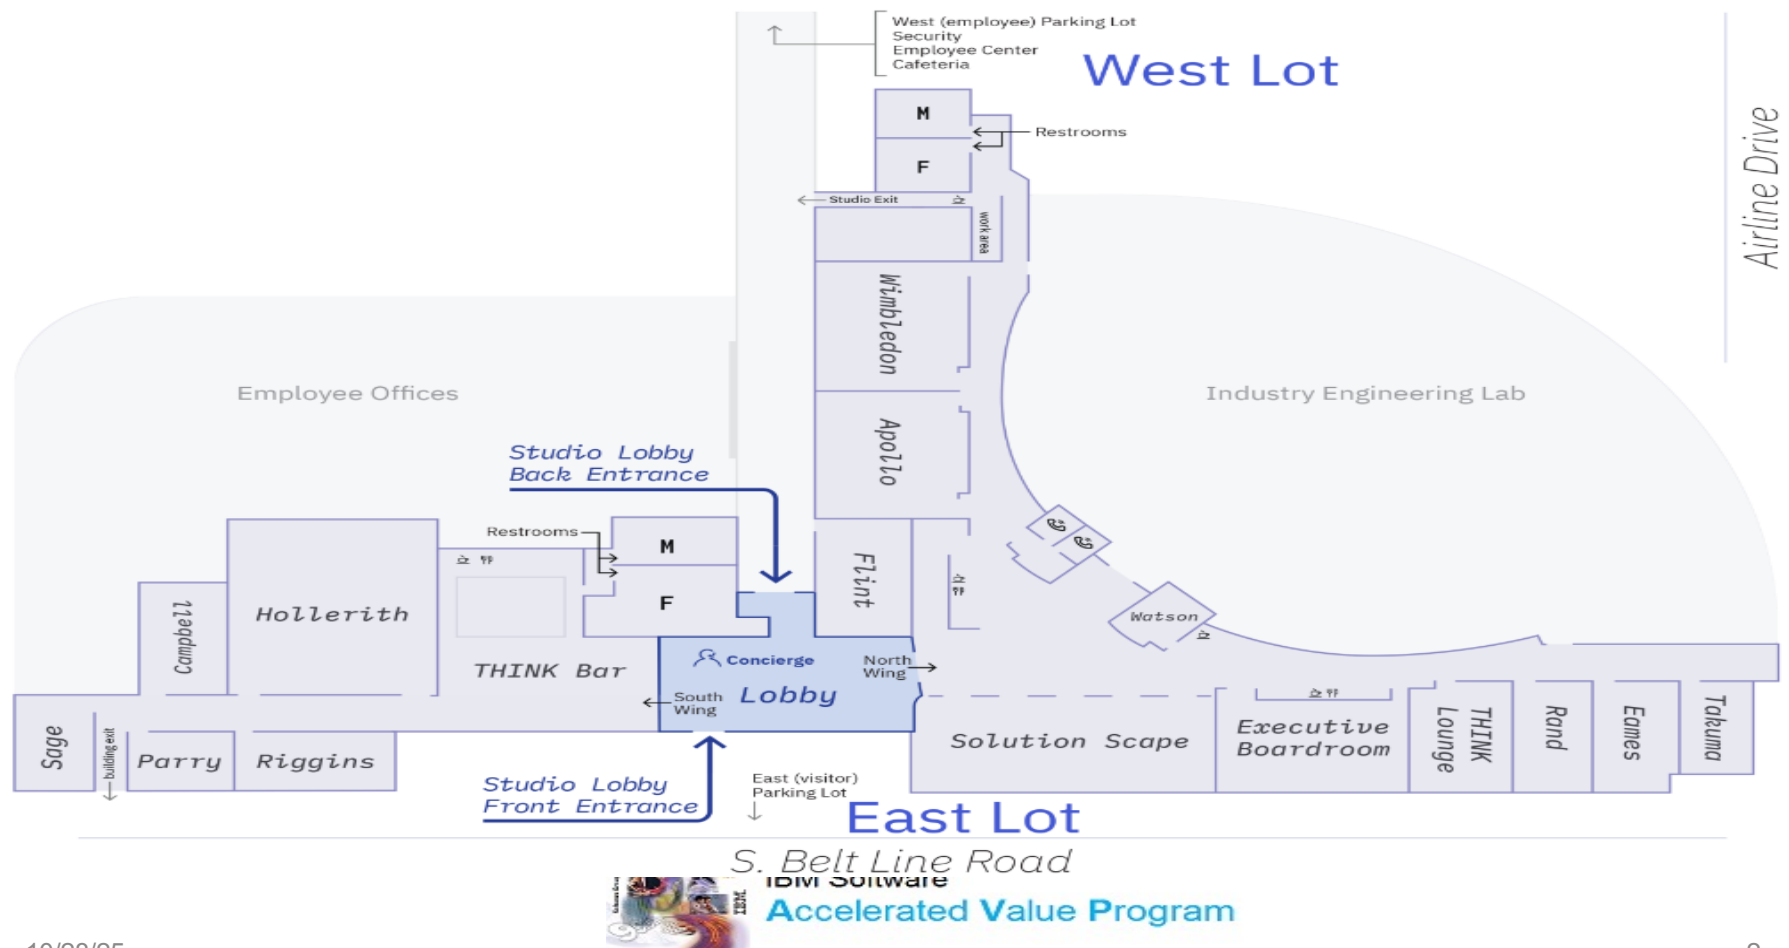 West (employee) Parking Lot
Security
Employee Center
Cafeteria
West Lot
Airline Drive
M
Restrooms
F
Studio Exit
work area
Wimbledon
Employee Offices
Industry Engineering Lab
Apollo
Studio Lobby
Back Entrance
Restrooms
M
Flint
F
Campbell
Hollerith
Watson
THINK Bar
Concierge
North
Wing
South
Wing
Lobby
Sage
building exit
Parry
Riggins
Solution Scape
Executive
Boardroom
THINK
Lounge
Rand
Eames
Takuma
Studio Lobby
Front Entrance
East (visitor)
Parking Lot
East Lot
S. Belt Line Road
IBM Software
IBM
Accelerated Value Program